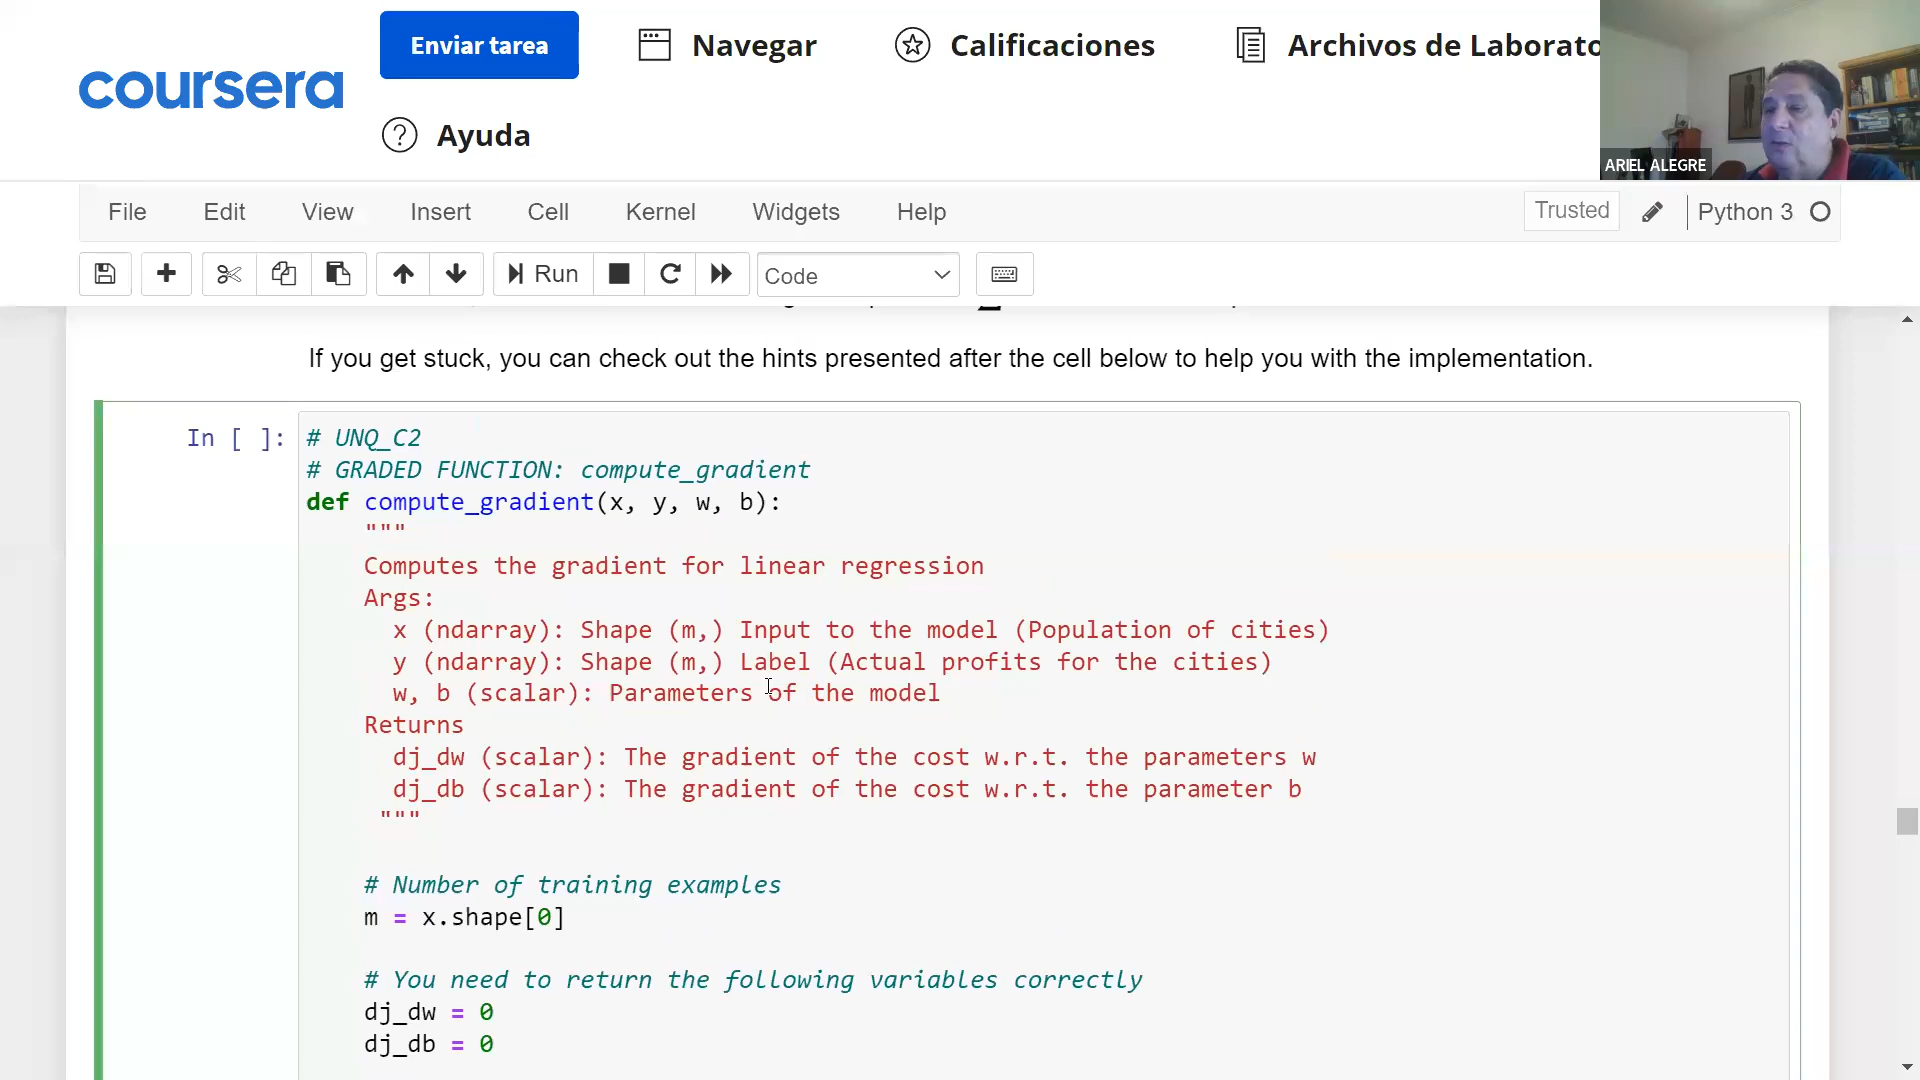 Enviar tarea
Navegar
Calificaciones
Archivos de Laborato
coursera
Ayuda
ARIEL ALEGRE
File Edit View Insert Cell Kernel Widgets Help
Trusted
Python 3
Run
Code
If you get stuck, you can check out the hints presented after the cell below to help you with the implementation.
In [ ]:
# UNQ_C2
# GRADED FUNCTION: compute_gradient
def compute_gradient(x, y, w, b):
"""
Computes the gradient for linear regression
Args:
x (ndarray): Shape (m,) Input to the model (Population of cities)
y (ndarray): Shape (m,) Label (Actual profits for the cities)
w, b (scalar): Parameters of the model
Returns
dj_dw (scalar): The gradient of the cost w.r.t. the parameters w
dj_db (scalar): The gradient of the cost w.r.t. the parameter b
"""
# Number of training examples
m = x.shape[0]
# You need to return the following variables correctly
dj_dw = 0
dj_db = 0